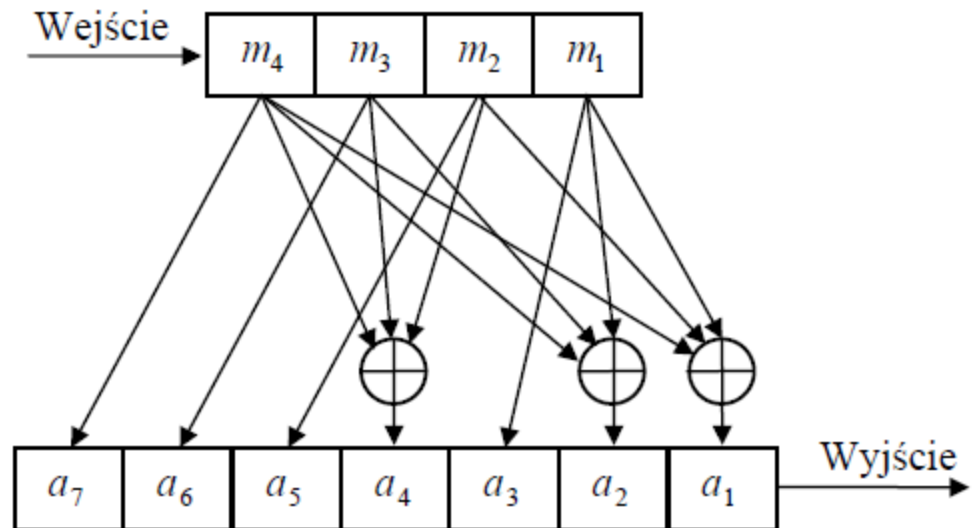 Wejście
m₄ m₃ m₂ m₁
a₇ a₆ a₅ a₄ a₃ a₂ a₁
Wyjście